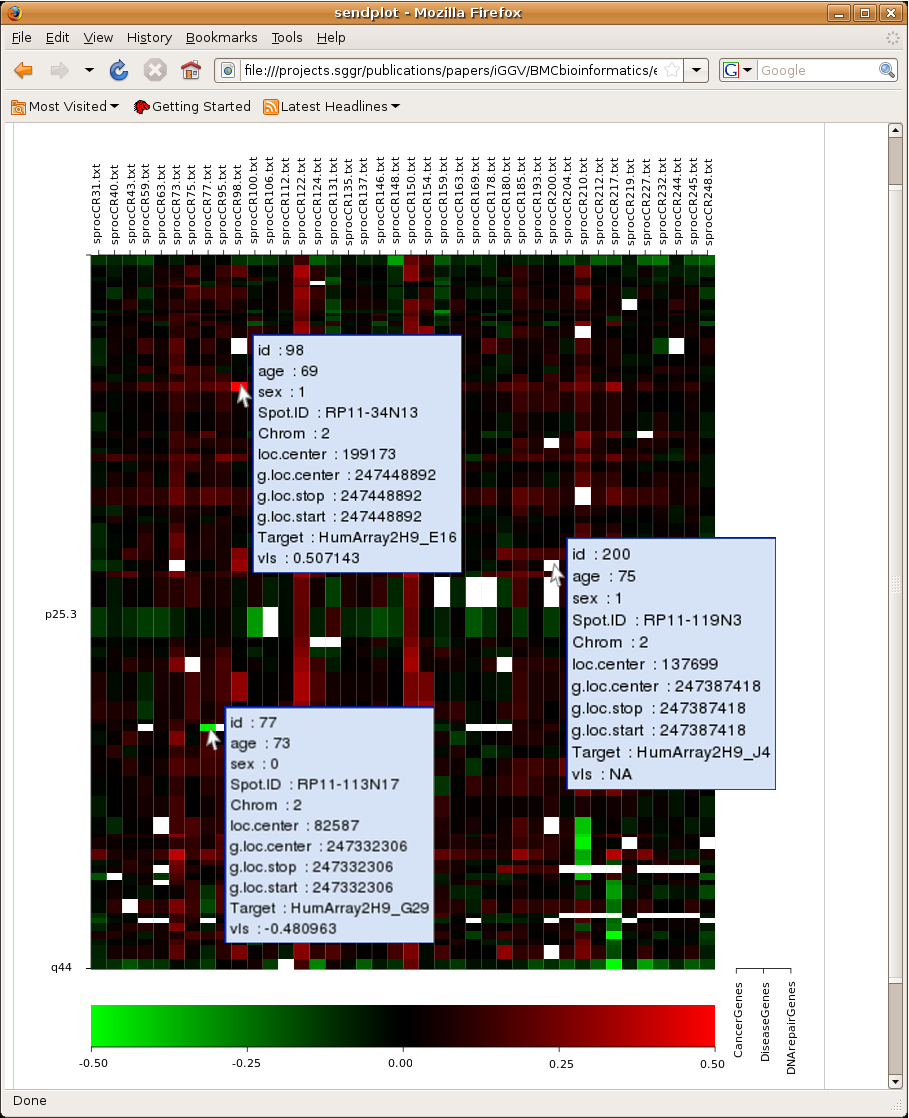 sendplot - Mozilla Firefox
File Edit View History Bookmarks Tools Help
file:///projects.sggr/publications/papers/iGGV/BMCbioinformatics/e
Google
Most Visited Getting Started Latest Headlines
sprocCR31.txt
sprocCR40.txt
sprocCR43.txt
sprocCR59.txt
sprocCR63.txt
sprocCR73.txt
sprocCR75.txt
sprocCR77.txt
sprocCR95.txt
sprocCR98.txt
sprocCR100.txt
sprocCR106.txt
sprocCR112.txt
sprocCR122.txt
sprocCR124.txt
sprocCR131.txt
sprocCR135.txt
sprocCR137.txt
sprocCR146.txt
sprocCR148.txt
sprocCR150.txt
sprocCR154.txt
sprocCR159.txt
sprocCR163.txt
sprocCR169.txt
sprocCR178.txt
sprocCR180.txt
sprocCR185.txt
sprocCR193.txt
sprocCR200.txt
sprocCR204.txt
sprocCR210.txt
sprocCR212.txt
sprocCR217.txt
sprocCR219.txt
sprocCR227.txt
sprocCR232.txt
sprocCR244.txt
sprocCR245.txt
sprocCR248.txt
id : 98
age : 69
sex : 1
Spot.ID : RP11-34N13
Chrom : 2
loc.center : 199173
g.loc.center : 247448892
g.loc.stop : 247448892
g.loc.start : 247448892
Target : HumArray2H9_E16
vls : 0.507143
id : 200
age : 75
sex : 1
Spot.ID : RP11-119N3
Chrom : 2
loc.center : 137699
g.loc.center : 247387418
g.loc.stop : 247387418
g.loc.start : 247387418
Target : HumArray2H9_J4
vls : NA
p25.3
id : 77
age : 73
sex : 0
Spot.ID : RP11-113N17
Chrom : 2
loc.center : 82587
g.loc.center : 247332306
g.loc.stop : 247332306
g.loc.start : 247332306
Target : HumArray2H9_G29
vls : -0.480963
q44
CancerGenes
DiseaseGenes
DNArepairGenes
-0.50 -0.25 0.00 0.25 0.50
Done